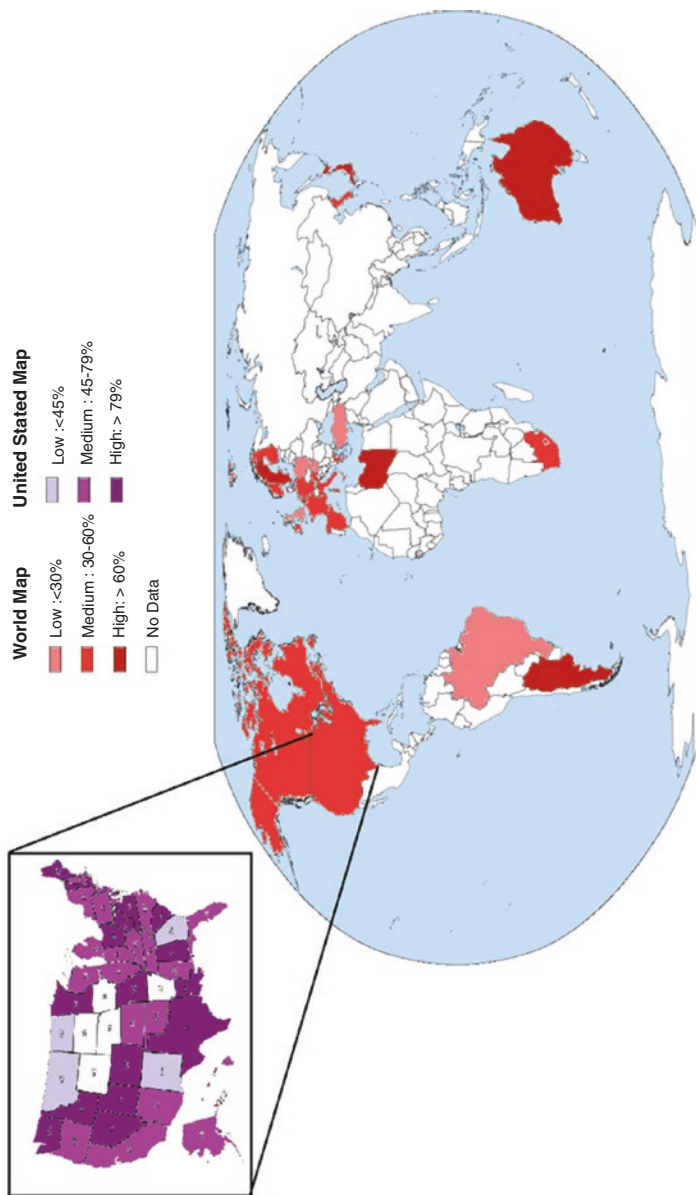 World Map
Low :<30%
Medium : 30-60%
High: > 60%
No Data
United Stated Map
Low :<45%
Medium : 45-79%
High: > 79%